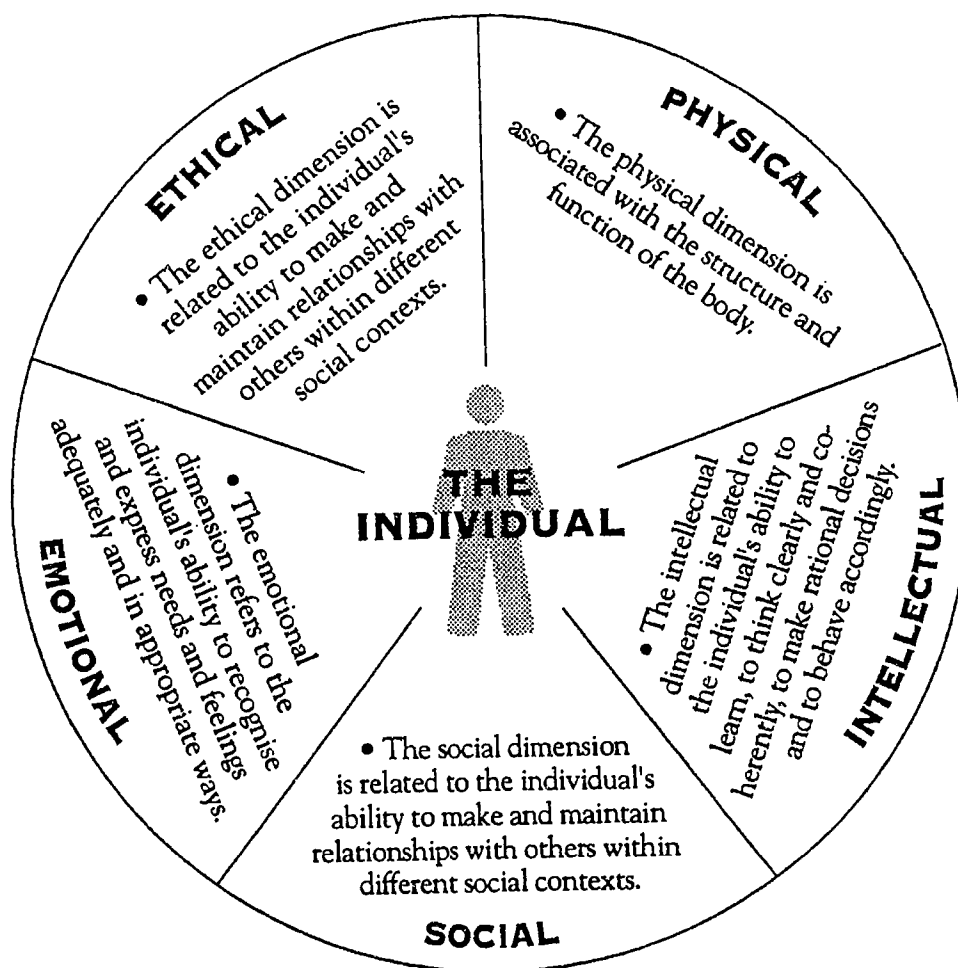 ETHICAL
• The ethical dimension is
related to the individual's
ability to make and
maintain relationships with
others within different
social contexts.
PHYSICAL
• The physical dimension is
associated with the structure and
function of the body.
INTELLECTUAL
• The intellectual
dimension is related to
the individual's ability to
learn, to think clearly and co-
herently, to make rational decisions
and to behave accordingly.
SOCIAL
• The social dimension
is related to the individual's
ability to make and maintain
relationships with others within
different social contexts.
EMOTIONAL
• The emotional
dimension refers to the
individual's ability to recognise
and express needs and feelings
adequately and in appropriate ways.
THE
INDIVIDUAL